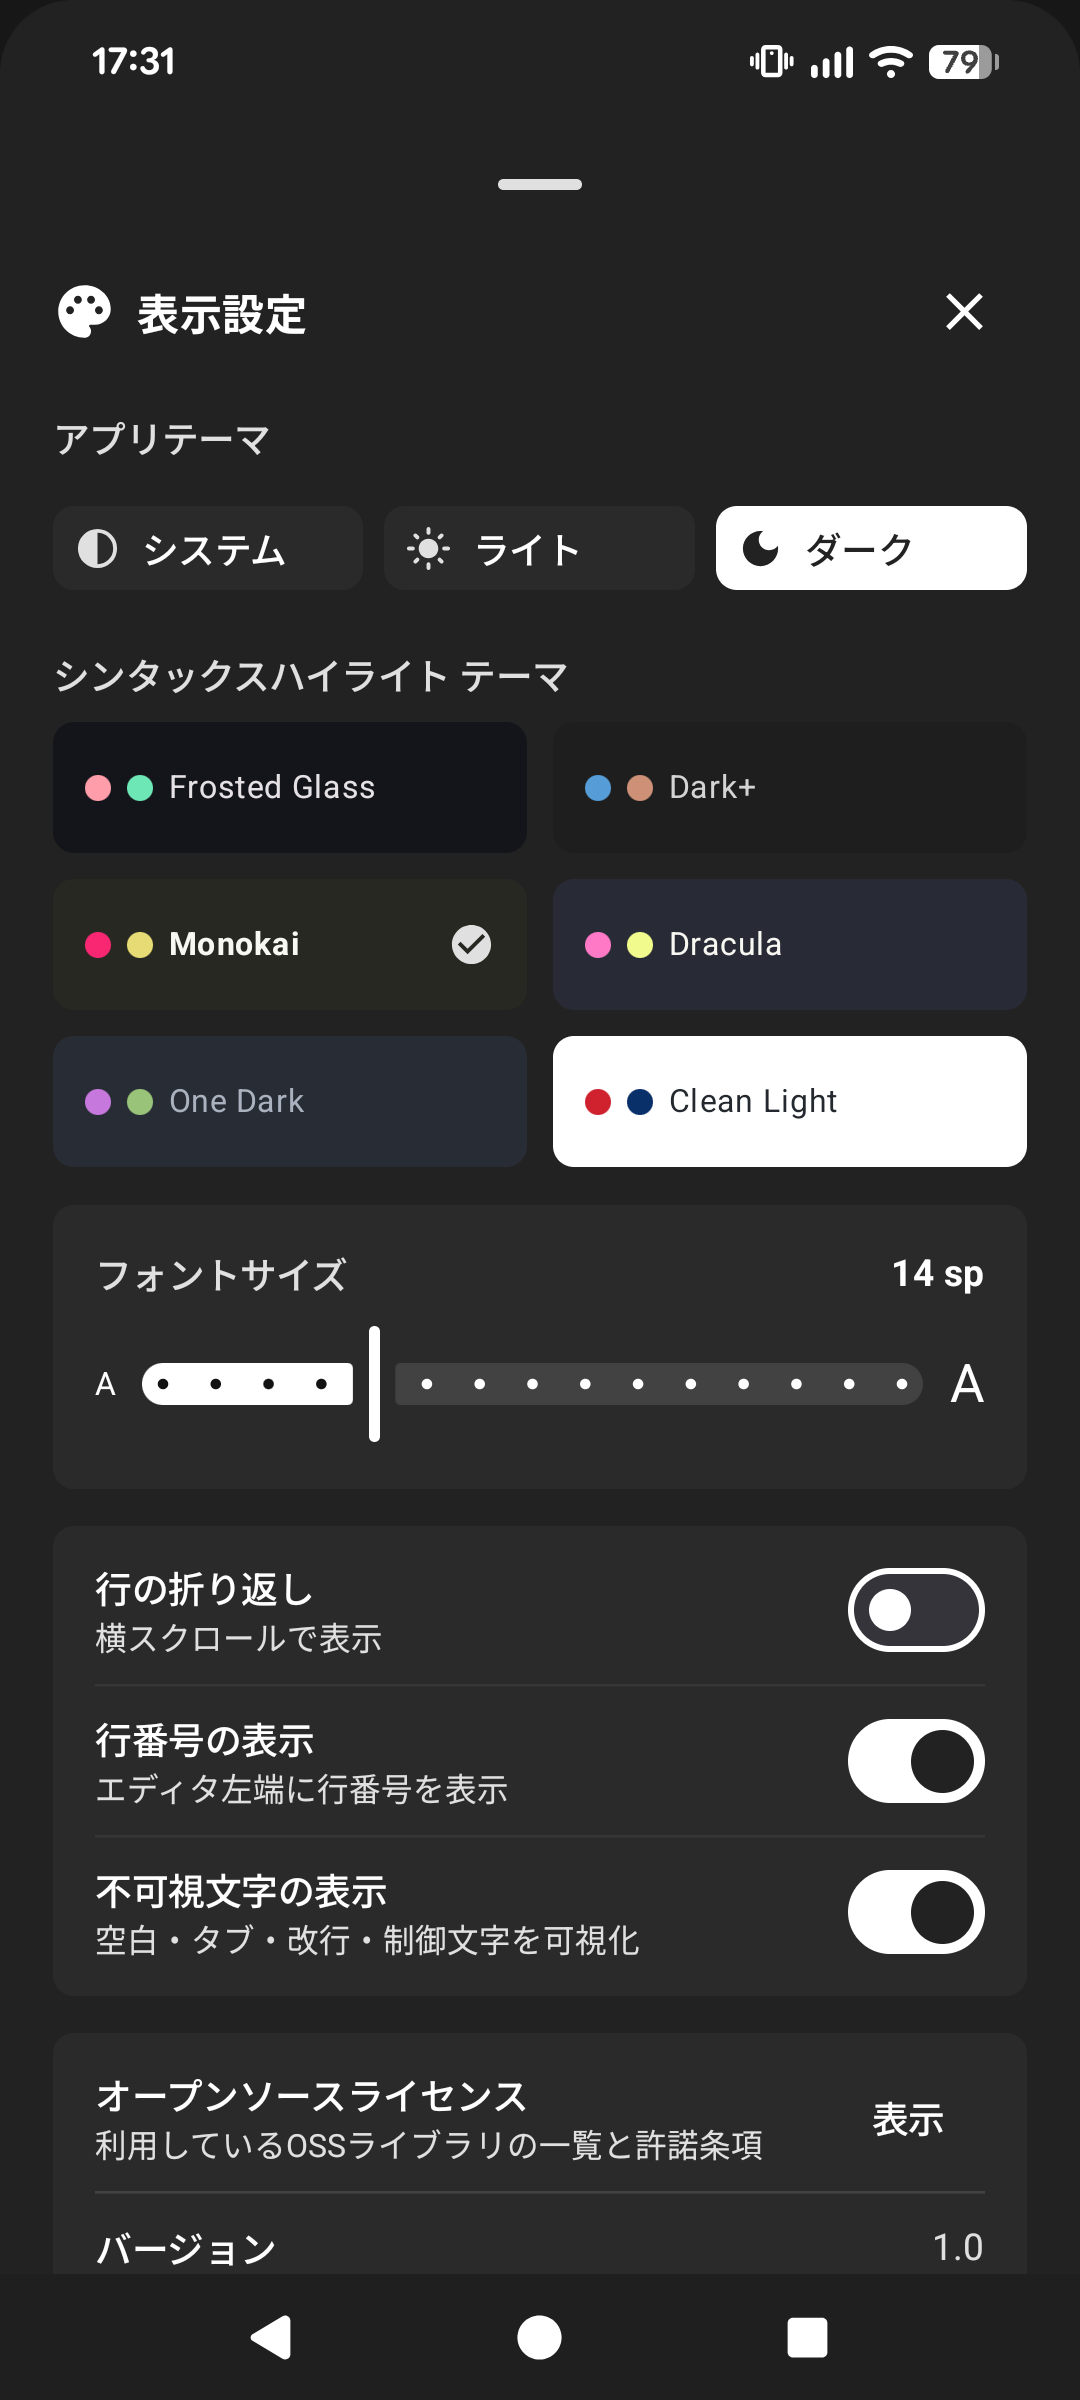 17:31
79
表示設定
アプリテーマ
システム
ライト
ダーク
シンタックスハイライト テーマ
Frosted Glass
Dark+
Monokai
Dracula
One Dark
Clean Light
フォントサイズ
14 sp
A
A
行の折り返し
横スクロールで表示
行番号の表示
エディタ左端に行番号を表示
不可視文字の表示
空白・タブ・改行・制御文字を可視化
オープンソースライセンス
利用しているOSSライブラリの一覧と許諾条項
表示
バージョン
1.0